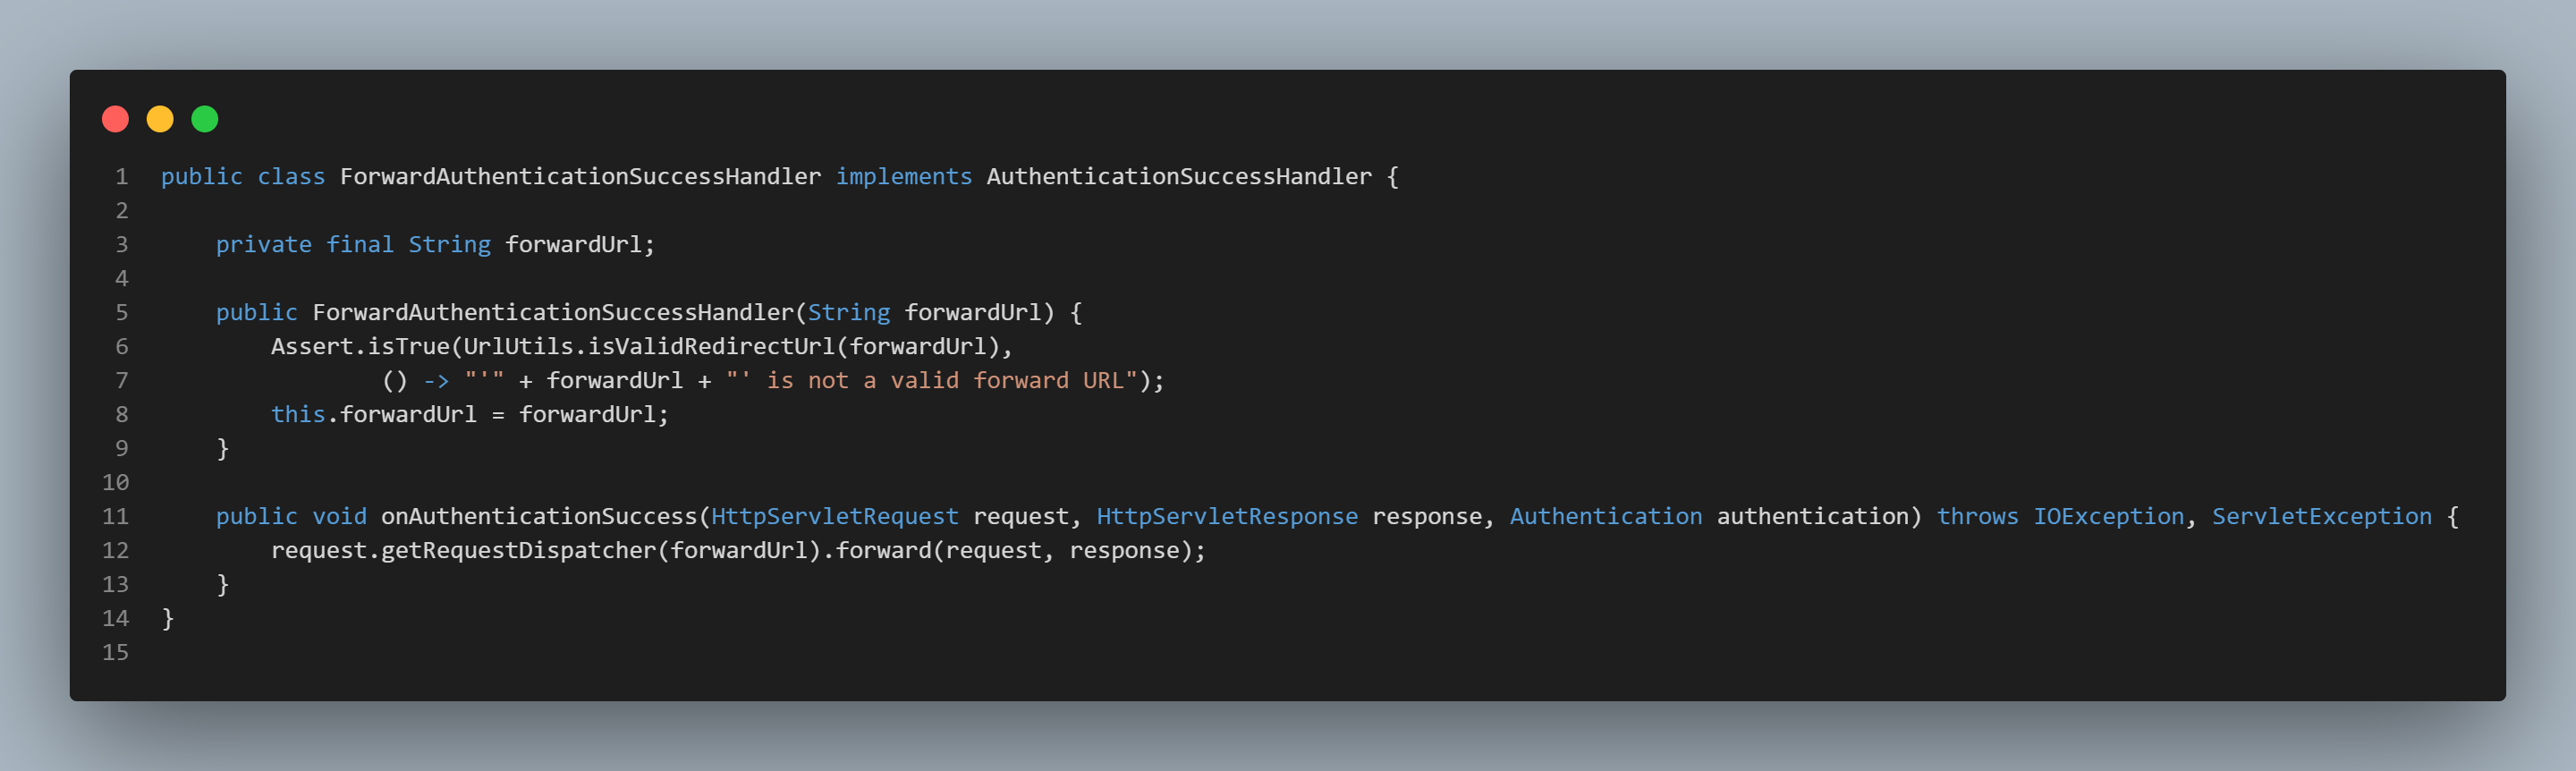 1 public class ForwardAuthenticationSuccessHandler implements AuthenticationSuccessHandler {
2
3     private final String forwardUrl;
4
5     public ForwardAuthenticationSuccessHandler(String forwardUrl) {
6         Assert.isTrue(UrlUtils.isValidRedirectUrl(forwardUrl),
7                 () -> "'" + forwardUrl + "' is not a valid forward URL");
8         this.forwardUrl = forwardUrl;
9     }
10
11     public void onAuthenticationSuccess(HttpServletRequest request, HttpServletResponse response, Authentication authentication) throws IOException, ServletException {
12         request.getRequestDispatcher(forwardUrl).forward(request, response);
13     }
14 }
15